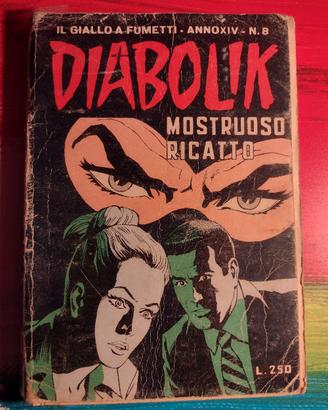 IL GIALLO A FUMETTI - ANNO XIV - N. 8
DIABOLIK
MOSTRUOSO
RICATTO
L. 250